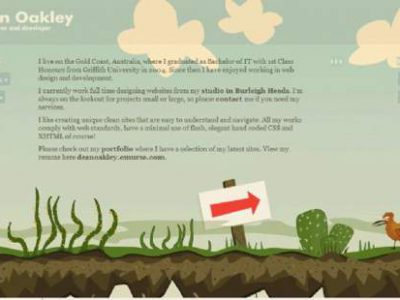 n Oakley
and developer
I live on the Gold Coast, Australia, where I graduated as Bachelor of IT with 1st Class
Honours from Griffith University in 2004. Since then I have enjoyed working in web
design and development.
I currently work full time designing websites from my studio in Burleigh Heads. I'm
always on the lookout for projects small or large, so please contact me if you need my
services.
I like creating unique clean sites that are easy to understand and navigate. All my works
comply with web standards, have a minimal use of flash, elegant hand coded CSS and
XHTML of course!
Please check out my portfolio where I have a selection of my latest sites. View my
resume here deanoakley.emurse.com.